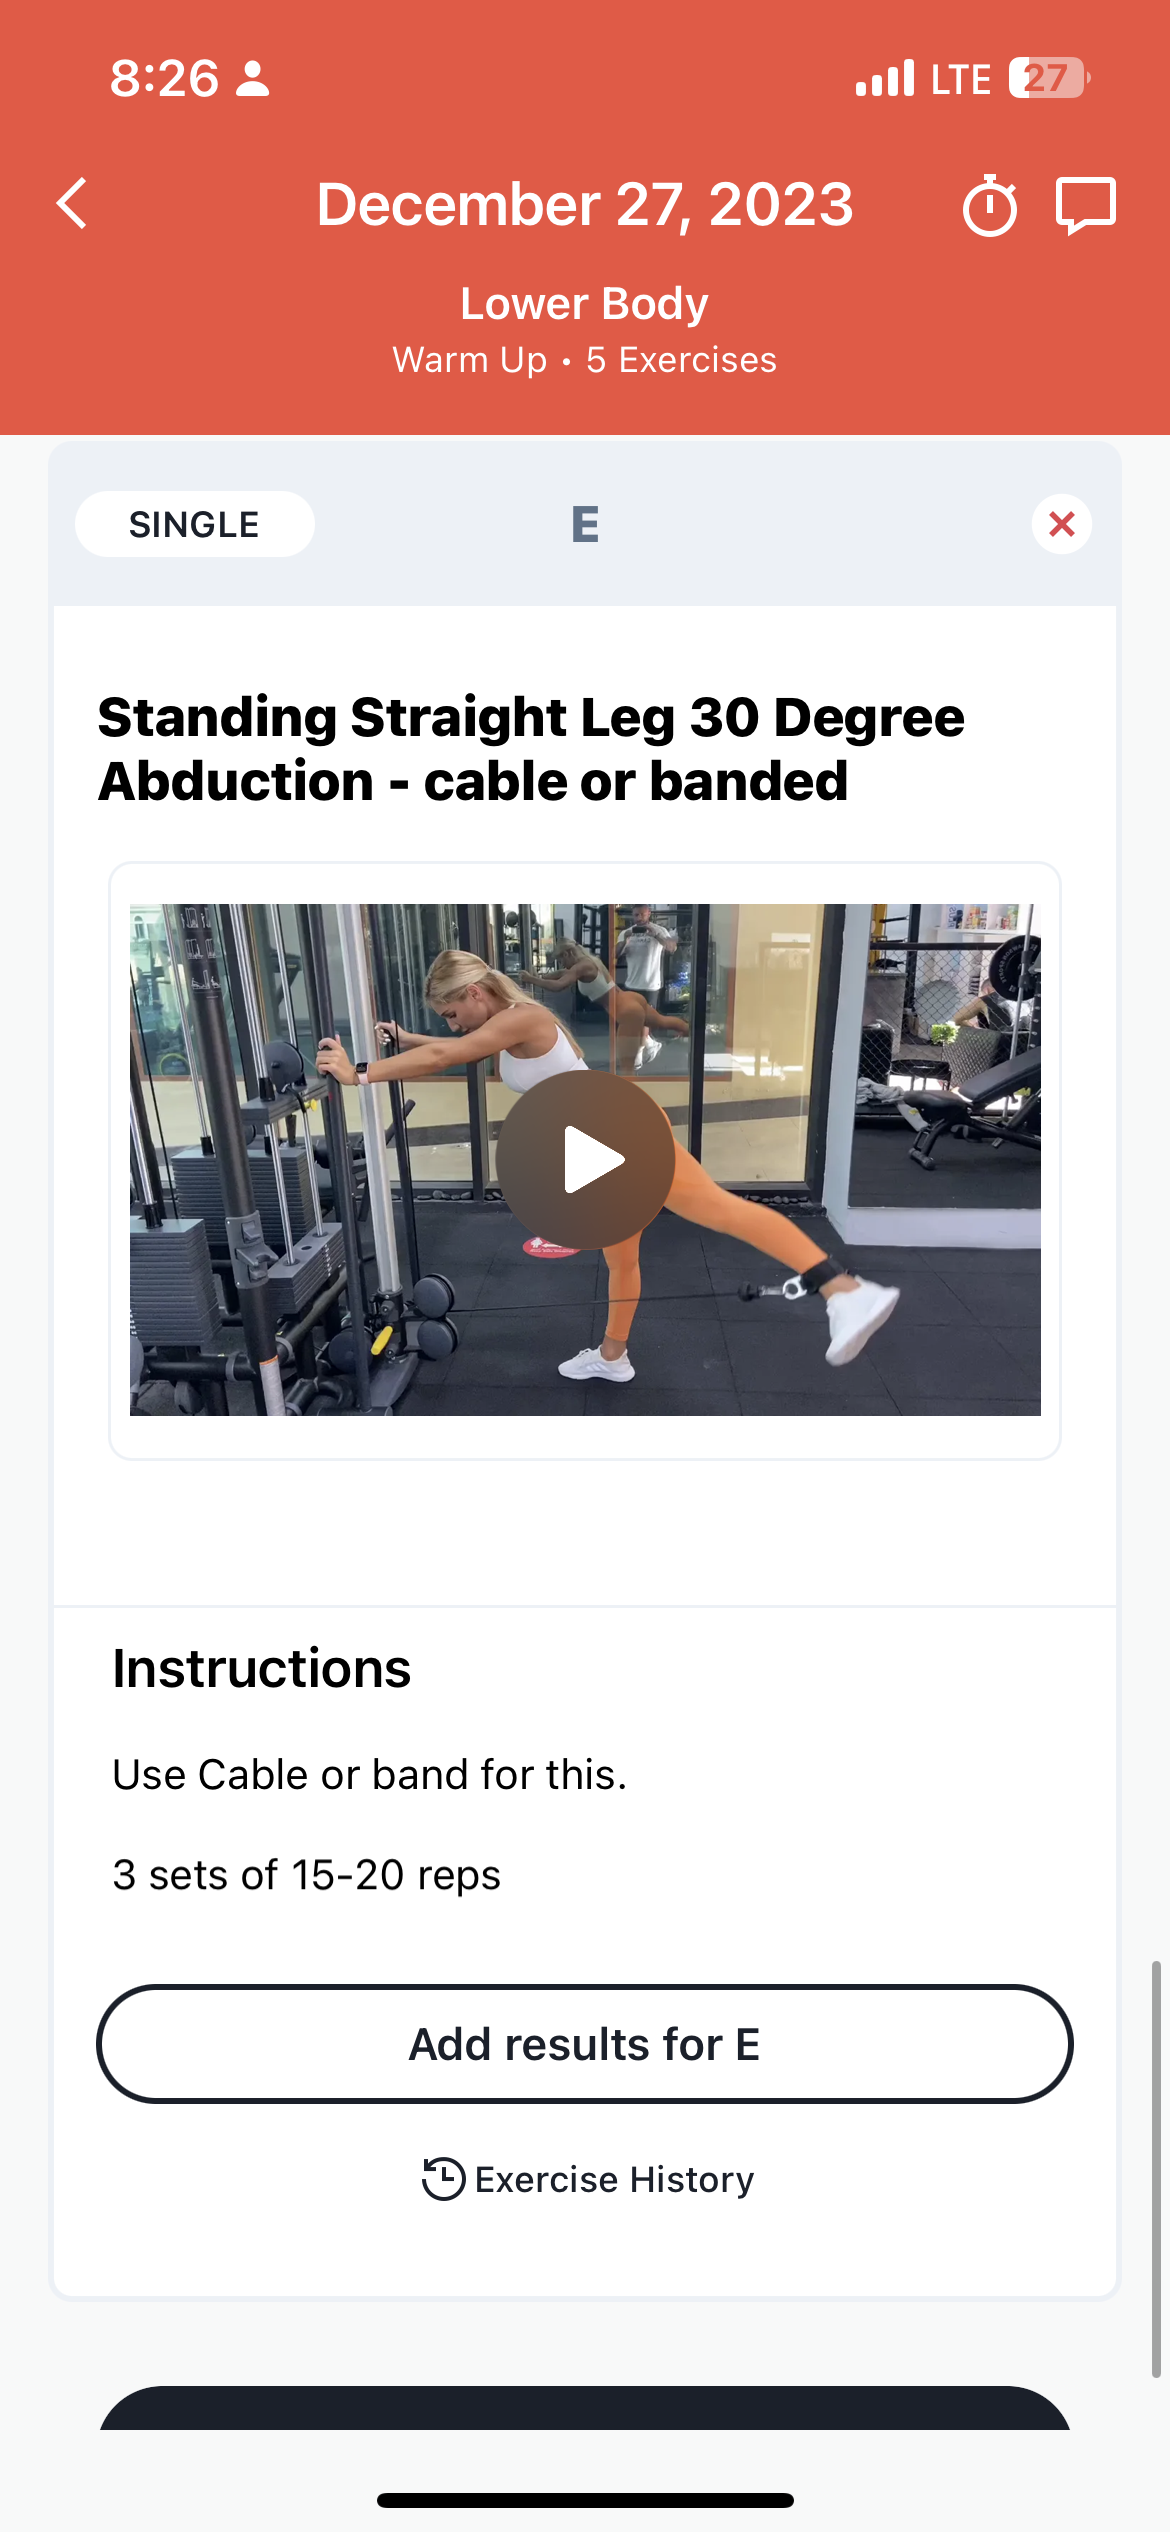 8:26
LTE 27
December 27, 2023
Lower Body
Warm Up • 5 Exercises
SINGLE
E
Standing Straight Leg 30 Degree
Abduction - cable or banded
Instructions
Use Cable or band for this.
3 sets of 15-20 reps
Add results for E
Exercise History